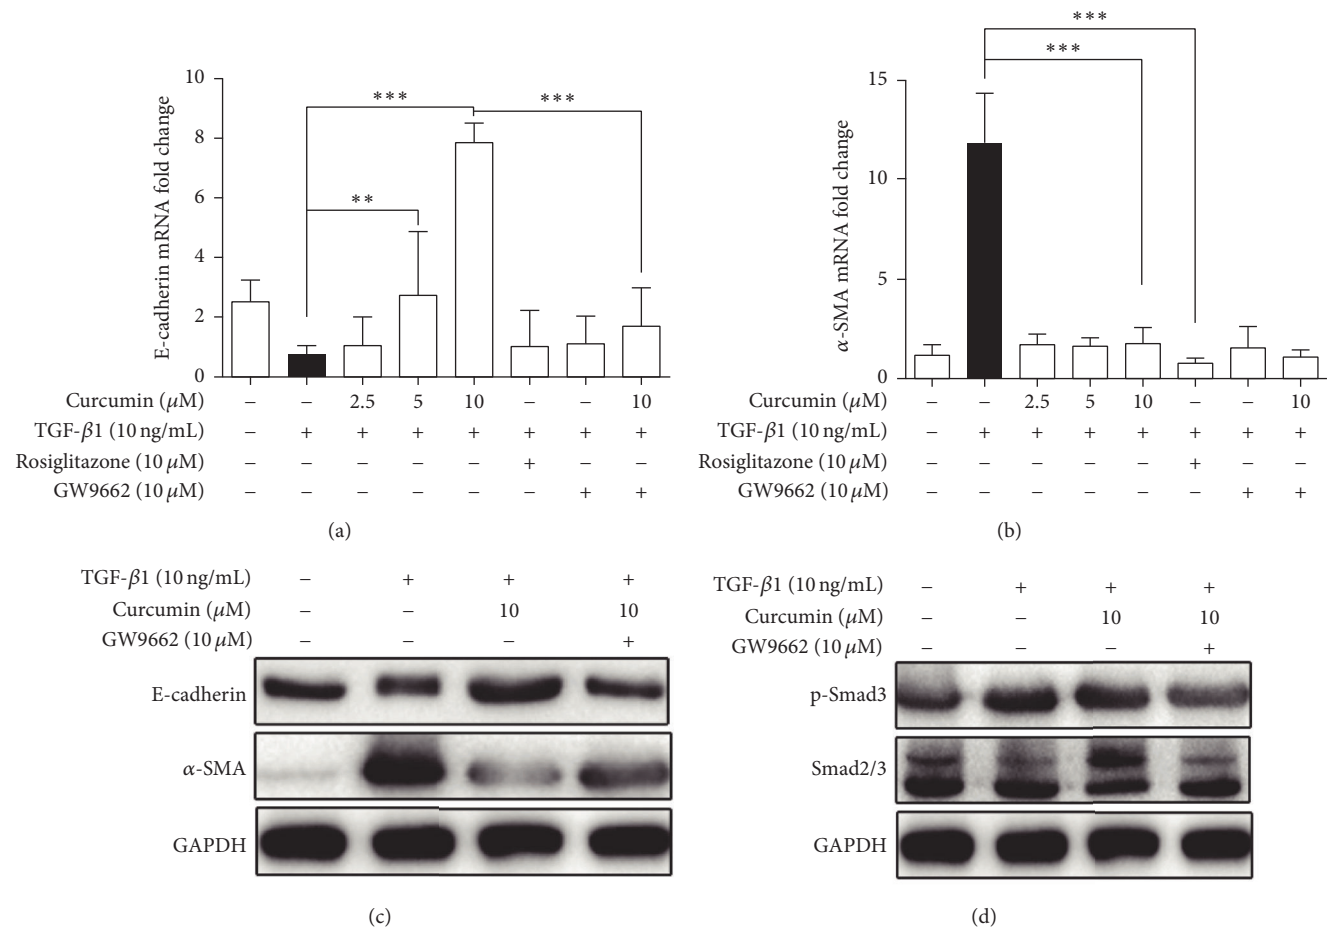 *** ***
** 
E-cadherin mRNA fold change
10
8
6
4
2
0
Curcumin (μM) – – 2.5 5 10 – – 10
TGF-β1 (10 ng/mL) – + + + + + + +
Rosiglitazone (10 μM) – – – – – + – –
GW9662 (10 μM) – – – – – – + +
(a)
***
***
α-SMA mRNA fold change
15
10
5
0
Curcumin (μM) – – 2.5 5 10 – – 10
TGF-β1 (10 ng/mL) – + + + + + + +
Rosiglitazone (10 μM) – – – – – + – –
GW9662 (10 μM) – – – – – – + +
(b)
TGF-β1 (10 ng/mL) – + + +
Curcumin (μM) – – 10 10
GW9662 (10 μM) – – – +
E-cadherin
α-SMA
GAPDH
(c)
TGF-β1 (10 ng/mL) – + + +
Curcumin (μM) – – 10 10
GW9662 (10 μM) – – – +
p-Smad3
Smad2/3
GAPDH
(d)